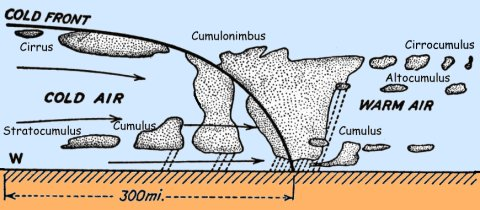 COLD FRONT
Cumulonimbus
Cirrus
Cirrocumulus
Altocumulus
COLD AIR
WARM AIR
Stratocumulus
Cumulus
Cumulus
W
300mi.